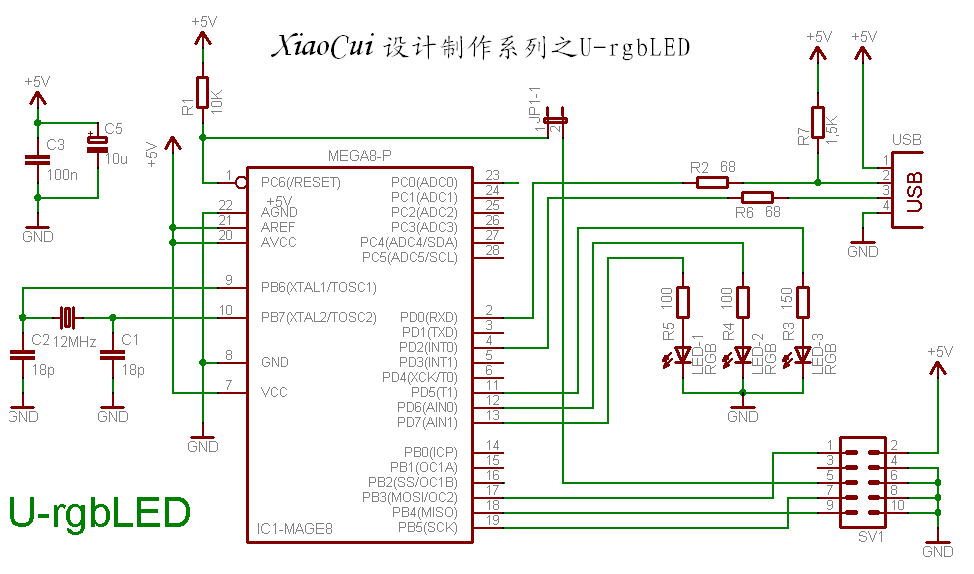 XiaoCui 设计制作系列之U-rgbLED
+5V
R1
10K
+5V
C3
100n
C5
+
10u
GND
+5V
JP1-1
1
2
+5V
+5V
R7
1,5K
USB
1
2
3
4
USB
GND
R2 68
R6 68
MEGA8-P
1 PC6(/RESET)
+5V
22 AGND
21 AREF
20 AVCC
9 PB6(XTAL1/TOSC1)
10 PB7(XTAL2/TOSC2)
8 GND
7 VCC
PC0(ADC0) 23
PC1(ADC1) 24
PC2(ADC2) 25
PC3(ADC3) 26
PC4(ADC4/SDA) 27
PC5(ADC5/SCL) 28
PD0(RXD) 2
PD1(TXD) 3
PD2(INT0) 4
PD3(INT1) 5
PD4(XCK/T0) 6
PD5(T1) 11
PD6(AIN0) 12
PD7(AIN1) 13
PB0(ICP) 14
PB1(OC1A) 15
PB2(SS/OC1B) 16
PB3(MOSI/OC2) 17
PB4(MISO) 18
PB5(SCK) 19
IC1-MAGE8
C2
18p
12MHz
C1
18p
GND
GND
GND
R5
100
LED-1
RGB
R4
100
LED-2
RGB
R3
150
LED-3
RGB
GND
+5V
1 2
3 4
5 6
7 8
9 10
SV1
GND
U-rgbLED